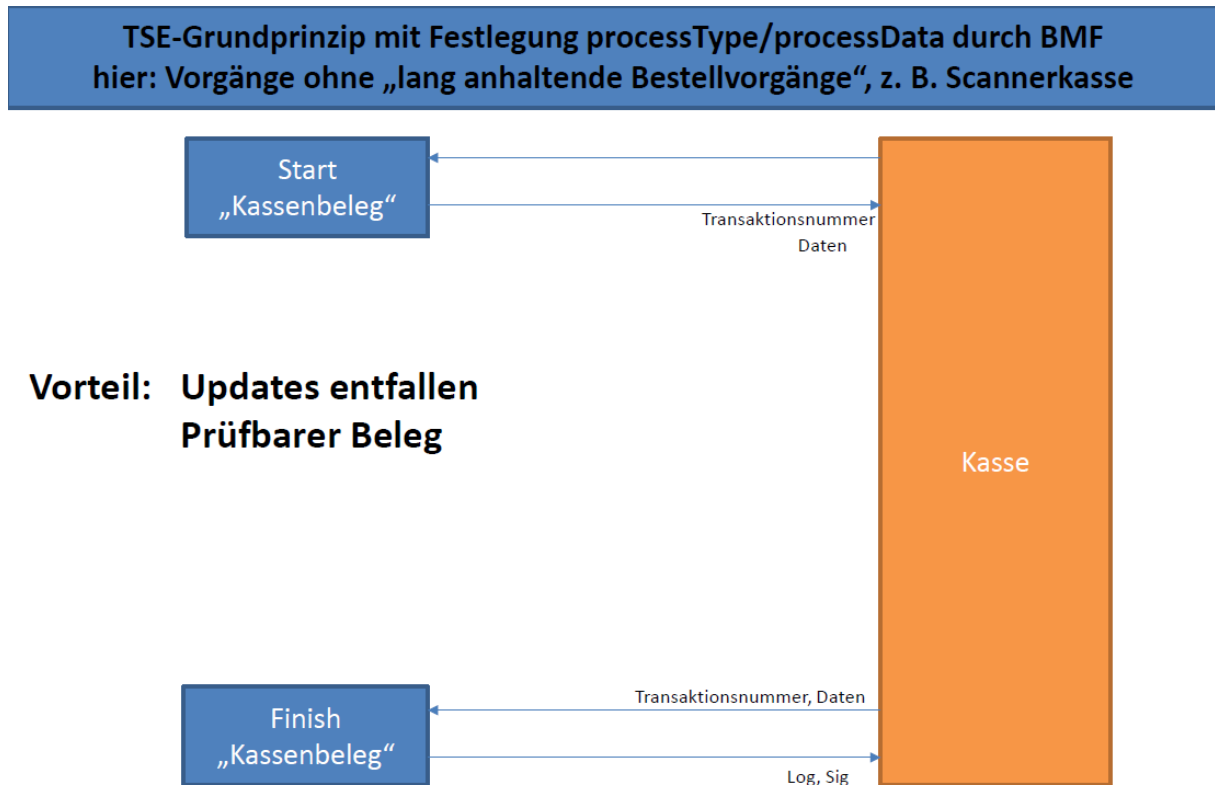 TSE-Grundprinzip mit Festlegung processType/processData durch BMF
hier: Vorgänge ohne „lang anhaltende Bestellvorgänge“, z. B. Scannerkasse
Start
„Kassenbeleg“
Transaktionsnummer
Daten
Vorteil: Updates entfallen
Prüfbarer Beleg
Kasse
Transaktionsnummer, Daten
Finish
„Kassenbeleg“
Log, Sig